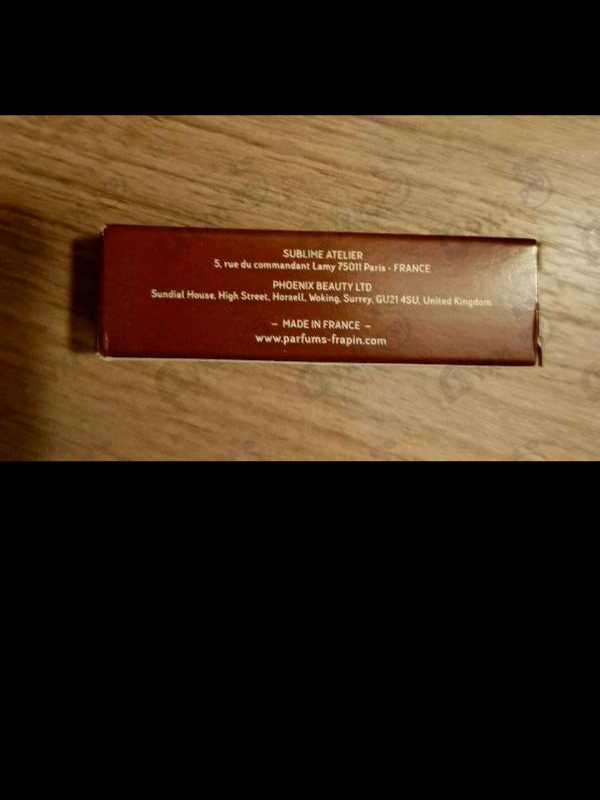 SUBLIME ATELIER
5, rue du commandant Lamy 75011 Paris - FRANCE
PHOENIX BEAUTY LTD
Sundial House, High Street, Horsell, Woking, Surrey, GU21 4SU, United Kingdom
– MADE IN FRANCE –
www.parfums-frapin.com